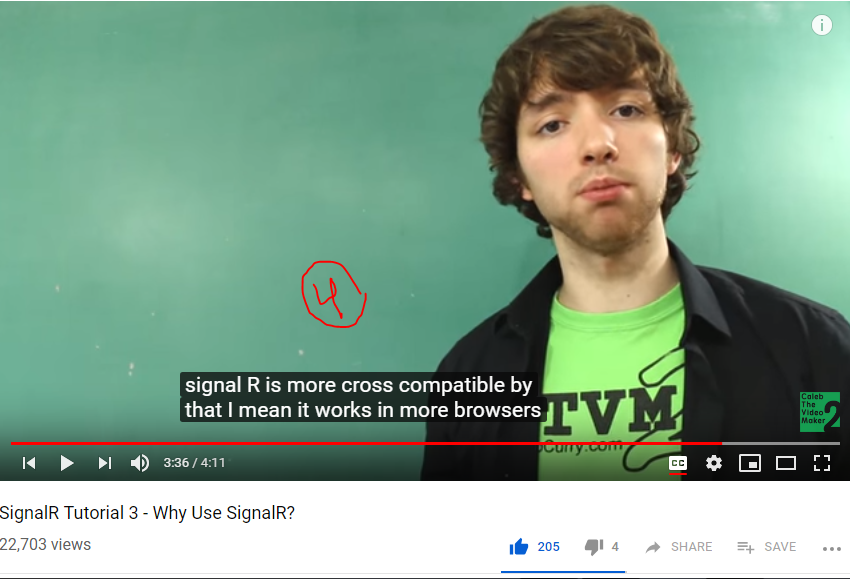 4
signal R is more cross compatible by
that I mean it works in more browsers
TVM
Curry.com
Caleb
The
Video
Maker
2
CC
3:36 / 4:11
SignalR Tutorial 3 - Why Use SignalR?
22,703 views
205
4
SHARE
SAVE